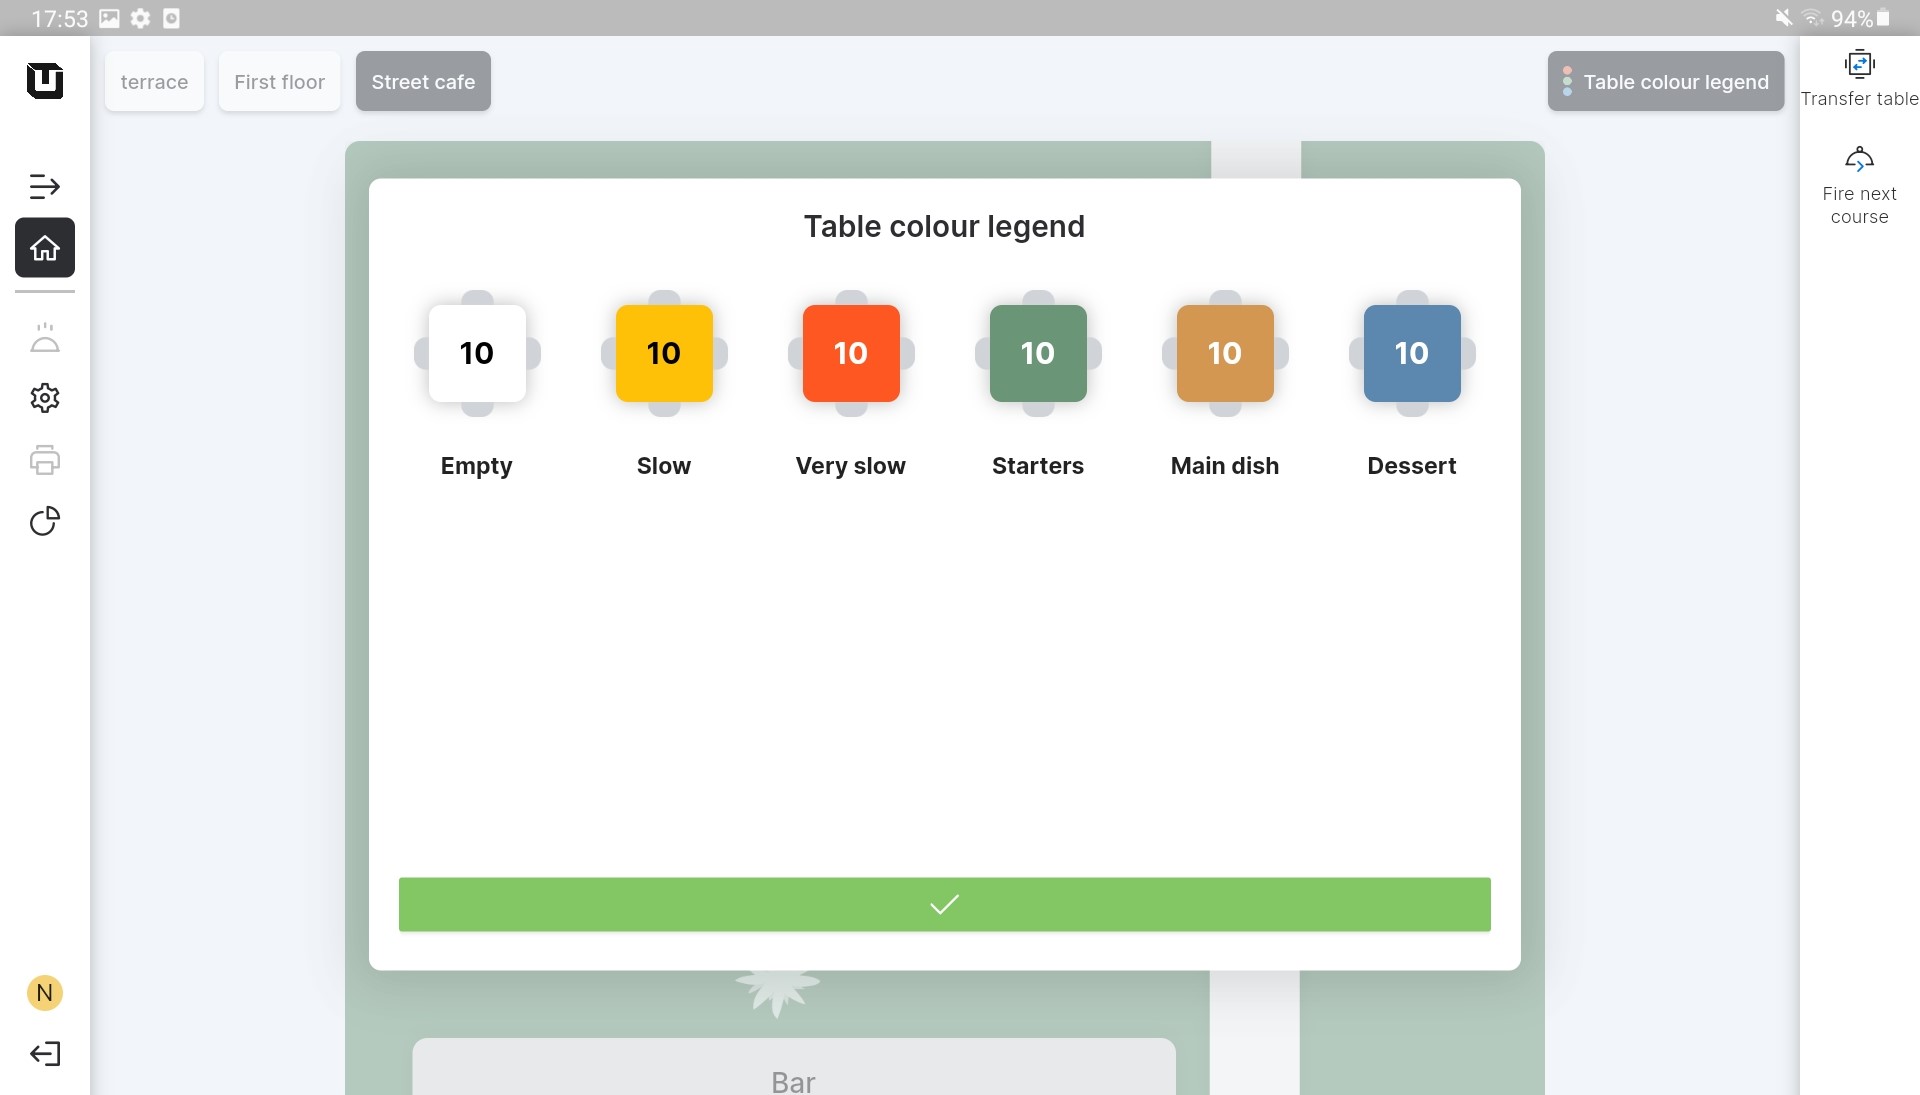 17:53
94%
terrace
First floor
Street cafe
Table colour legend
Transfer table
Fire next
course
Table colour legend
10
10
10
10
10
10
Empty
Slow
Very slow
Starters
Main dish
Dessert
N
Bar